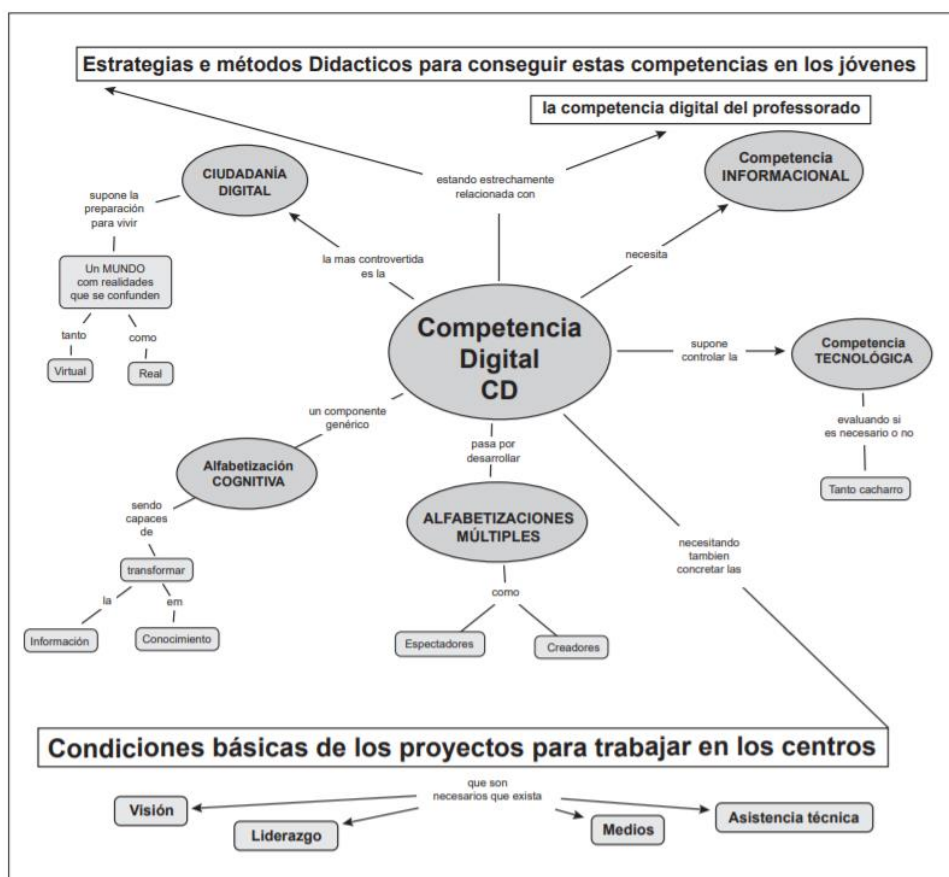 Estrategias e métodos Didacticos para conseguir estas competencias en los jóvenes
la competencia digital del professorado
CIUDADANÍA
DIGITAL
Competencia
INFORMACIONAL
estando estrechamente
relacionada con
supone la
preparación
para vivir
la mas controvertida
es la
necesita
Un MUNDO
com realidades
que se confunden
tanto
como
Virtual
Real
Competencia
Digital
CD
supone
controlar la
Competencia
TECNOLÓGICA
un componente
genérico
evaluando si
es necesario o no
Tanto cacharro
Alfabetización
COGNITIVA
pasa por
desarrollar
sendo
capaces
de
transformar
la
em
Información
Conocimiento
ALFABETIZACIONES
MÚLTIPLES
como
Espectadores
Creadores
necesitando
tambien
concretar las
Condiciones básicas de los proyectos para trabajar en los centros
que son
necesarios que exista
Visión
Liderazgo
Medios
Asistencia técnica